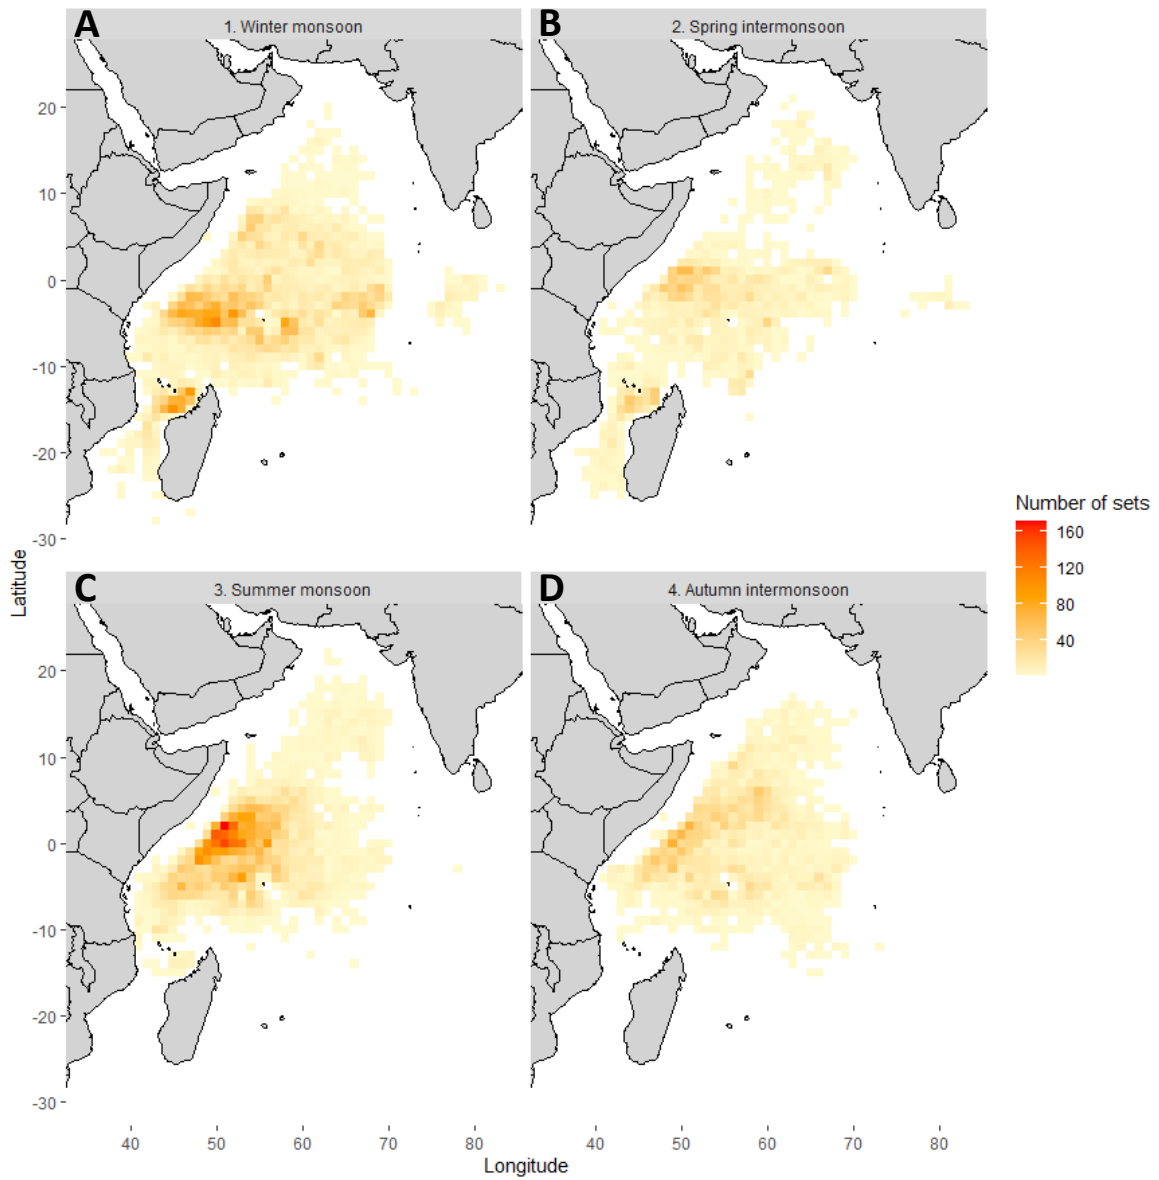 A
1. Winter monsoon
B
2. Spring intermonsoon
20
10
0
-10
-20
-30
C
3. Summer monsoon
D
4. Autumn intermonsoon
20
10
0
-10
-20
-30
40
50
60
70
80
40
50
60
70
80
Longitude
Latitude
Number of sets
160
120
80
40